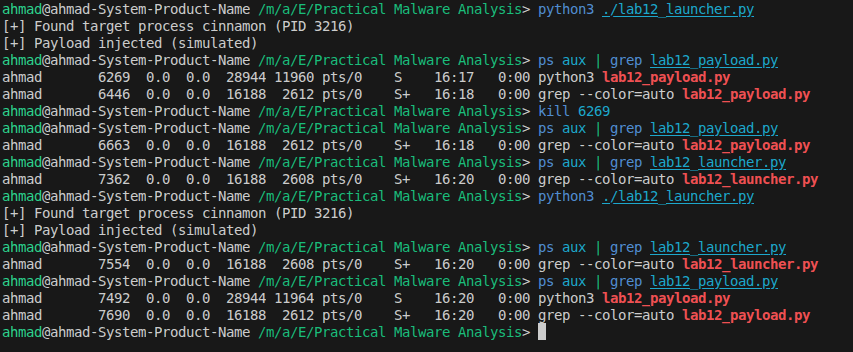 ahmad@ahmad-System-Product-Name /m/a/E/Practical Malware Analysis> python3 ./lab12_launcher.py
[+] Found target process cinnamon (PID 3216)
[+] Payload injected (simulated)
ahmad@ahmad-System-Product-Name /m/a/E/Practical Malware Analysis> ps aux | grep lab12_payload.py
ahmad       6269  0.0  0.0  28944 11960 pts/0    S    16:17   0:00 python3 lab12_payload.py
ahmad       6446  0.0  0.0  16188  2612 pts/0    S+   16:18   0:00 grep --color=auto lab12_payload.py
ahmad@ahmad-System-Product-Name /m/a/E/Practical Malware Analysis> kill 6269
ahmad@ahmad-System-Product-Name /m/a/E/Practical Malware Analysis> ps aux | grep lab12_payload.py
ahmad       6663  0.0  0.0  16188  2612 pts/0    S+   16:18   0:00 grep --color=auto lab12_payload.py
ahmad@ahmad-System-Product-Name /m/a/E/Practical Malware Analysis> ps aux | grep lab12_launcher.py
ahmad       7362  0.0  0.0  16188  2608 pts/0    S+   16:20   0:00 grep --color=auto lab12_launcher.py
ahmad@ahmad-System-Product-Name /m/a/E/Practical Malware Analysis> python3 ./lab12_launcher.py
[+] Found target process cinnamon (PID 3216)
[+] Payload injected (simulated)
ahmad@ahmad-System-Product-Name /m/a/E/Practical Malware Analysis> ps aux | grep lab12_launcher.py
ahmad       7554  0.0  0.0  16188  2608 pts/0    S+   16:20   0:00 grep --color=auto lab12_launcher.py
ahmad@ahmad-System-Product-Name /m/a/E/Practical Malware Analysis> ps aux | grep lab12_payload.py
ahmad       7492  0.0  0.0  28944 11964 pts/0    S    16:20   0:00 python3 lab12_payload.py
ahmad       7690  0.0  0.0  16188  2612 pts/0    S+   16:20   0:00 grep --color=auto lab12_payload.py
ahmad@ahmad-System-Product-Name /m/a/E/Practical Malware Analysis>